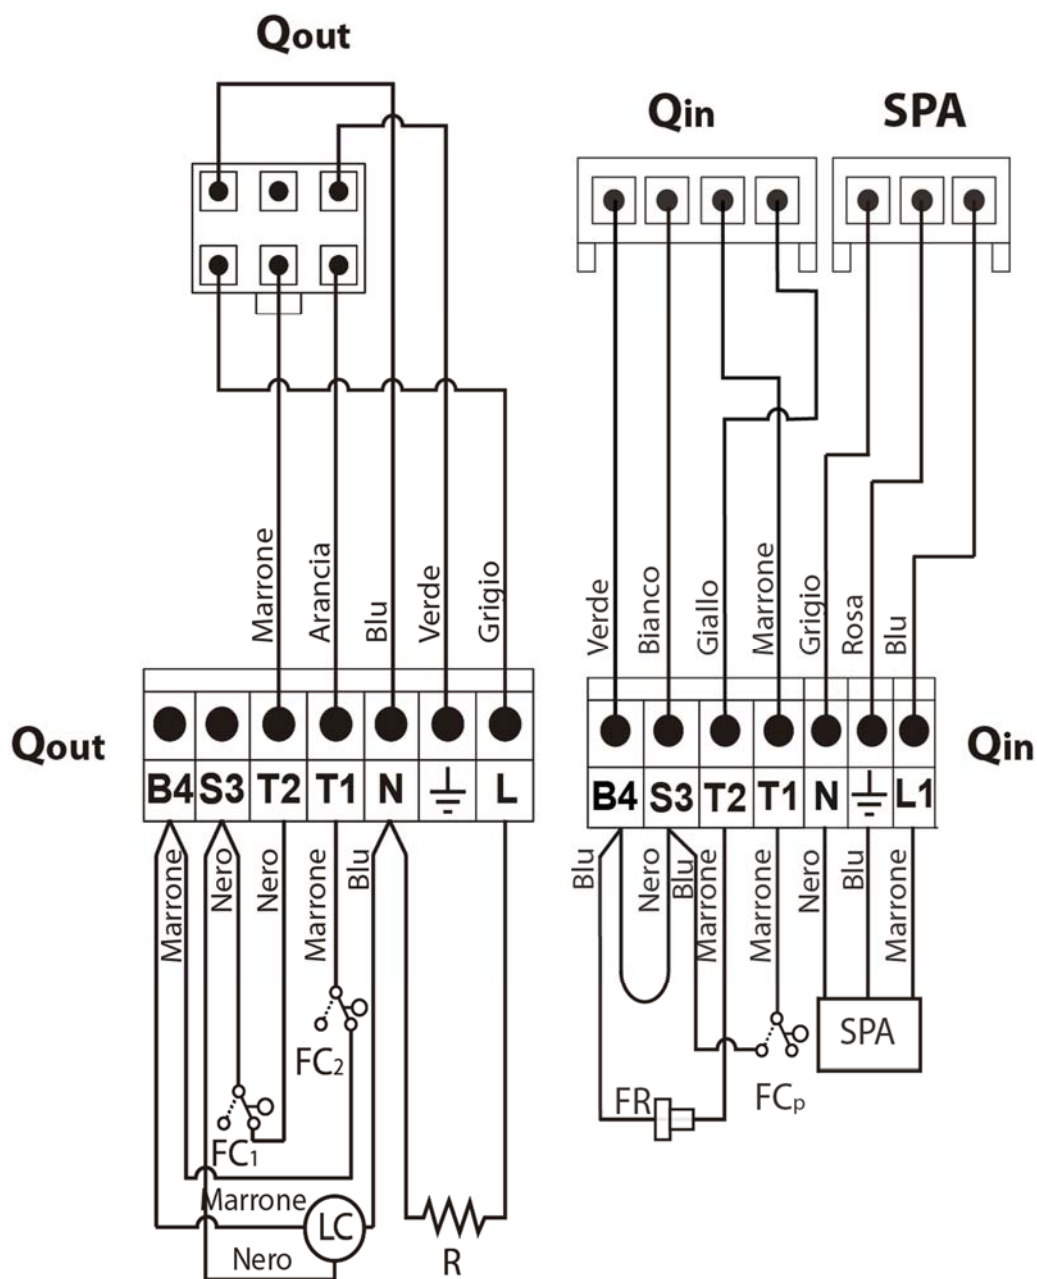 Qout
Qin
SPA
Marrone
Arancia
Blu
Verde
Grigio
Verde
Bianco
Giallo
Marrone
Grigio
Rosa
Blu
Qout
B4 S3 T2 T1 N L
B4 S3 T2 T1 N L1
Qin
Marrone
Nero
Nero
Marrone
Blu
Blu
Nero
Blu
Marrone
Marrone
Nero
Blu
Marrone
FC2
FC1
Marrone
LC
Nero
R
FR
FCp
SPA